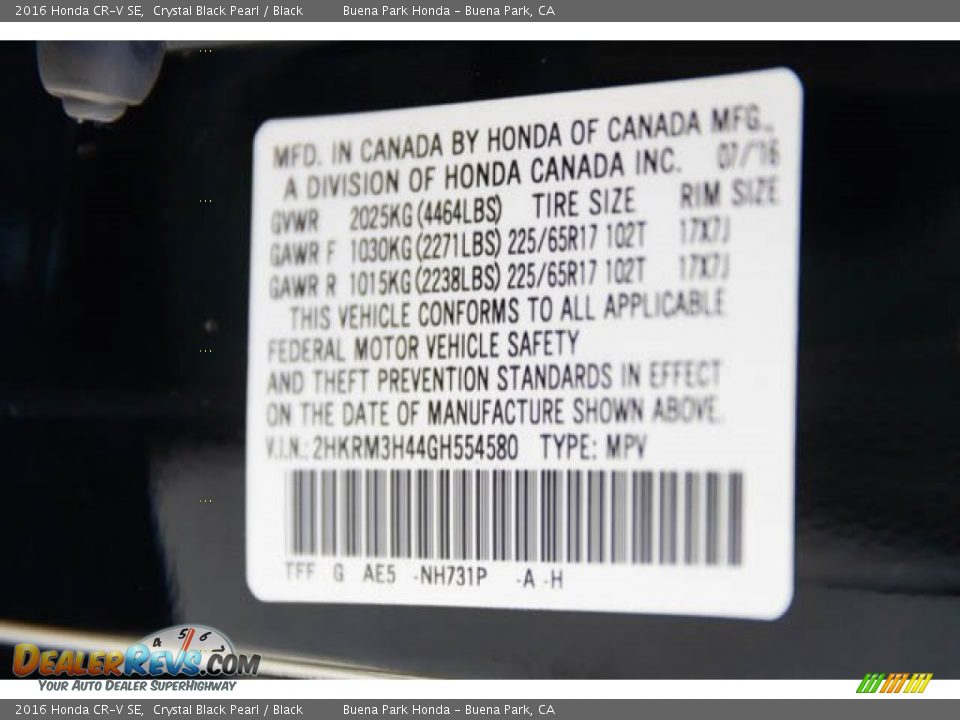 2016 Honda CR-V SE, Crystal Black Pearl / Black Buena Park Honda - Buena Park, CA
MFD. IN CANADA BY HONDA OF CANADA MFG.,
A DIVISION OF HONDA CANADA INC. 07/16
GVWR 2025KG(4464LBS) TIRE SIZE RIM SIZE
GAWR F 1030KG(2271LBS) 225/65R17 102T 17X7J
GAWR R 1015KG(2238LBS) 225/65R17 102T 17X7J
THIS VEHICLE CONFORMS TO ALL APPLICABLE
FEDERAL MOTOR VEHICLE SAFETY
AND THEFT PREVENTION STANDARDS IN EFFECT
ON THE DATE OF MANUFACTURE SHOWN ABOVE.
V.I.N.: 2HKRM3H44GH554580 TYPE: MPV
TFF G AE5 -NH731P -A -H
4 5 6 7
DEALERREVS.COM
YOUR AUTO DEALER SUPERHIGHWAY
2016 Honda CR-V SE, Crystal Black Pearl / Black Buena Park Honda - Buena Park, CA